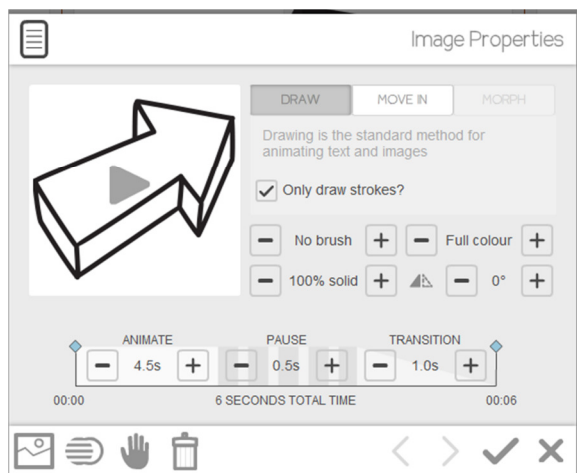 Image Properties
DRAW MOVE IN MORPH
Drawing is the standard method for
animating text and images
Only draw strokes?
No brush Full colour
100% solid 0°
ANIMATE PAUSE TRANSITION
4.5s 0.5s 1.0s
00:00 6 SECONDS TOTAL TIME 00:06